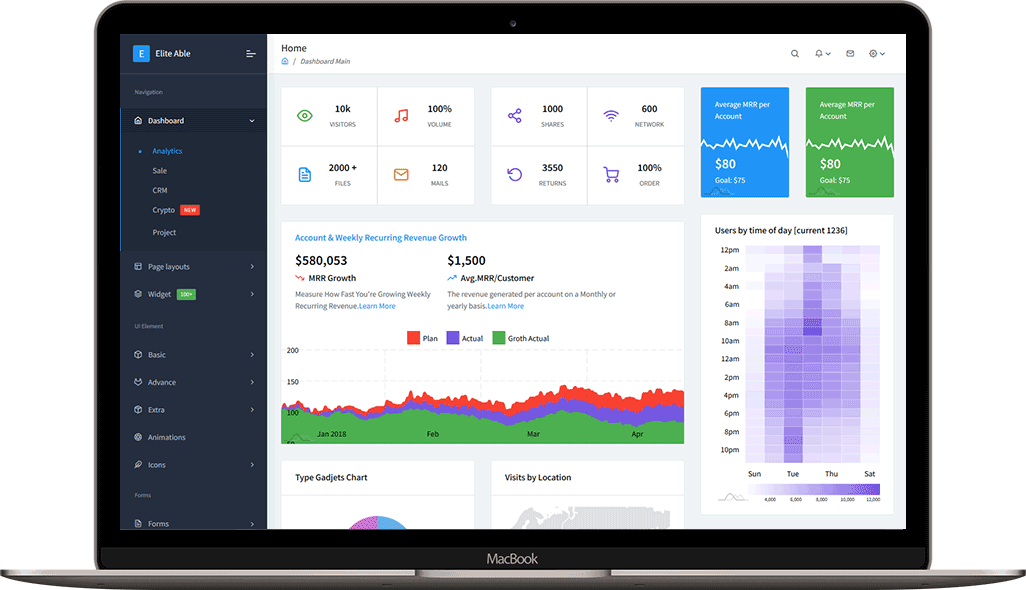 E Elite Able
Navigation
Dashboard
Analytics
Sale
CRM
Crypto NEW
Project
Page layouts
Widget 100+
UI Element
Basic
Advance
Extra
Animations
Icons
Forms
Forms
Home
/ Dashboard Main
10k
VISITORS
100%
VOLUME
2000 +
FILES
120
MAILS
1000
SHARES
600
NETWORK
3550
RETURNS
100%
ORDER
Average MRR per
Account
$80
Goal: $75
Average MRR per
Account
$80
Goal: $75
Account & Weekly Recurring Revenue Growth
$580,053
MRR Growth
Measure How Fast You're Growing Weekly
Recurring Revenue.Learn More
$1,500
Avg.MRR/Customer
The revenue generated per account on a Monthly or
yearly basis.Learn More
Plan Actual Groth Actual
200
150
100
Jan 2018 Feb Mar Apr
Users by time of day [current 1236]
12pm
2am
4am
6am
8am
10am
12am
2pm
4pm
6pm
8pm
10pm
Sun Tue Thu Sat
4,000 6,000 8,000 10,000 12,000
Type Gadjets Chart
Visits by Location
MacBook